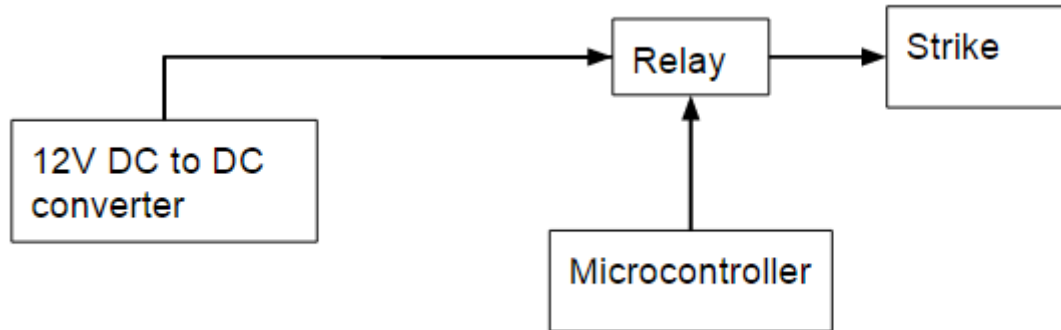 Relay
Strike
12V DC to DC
converter
Microcontroller